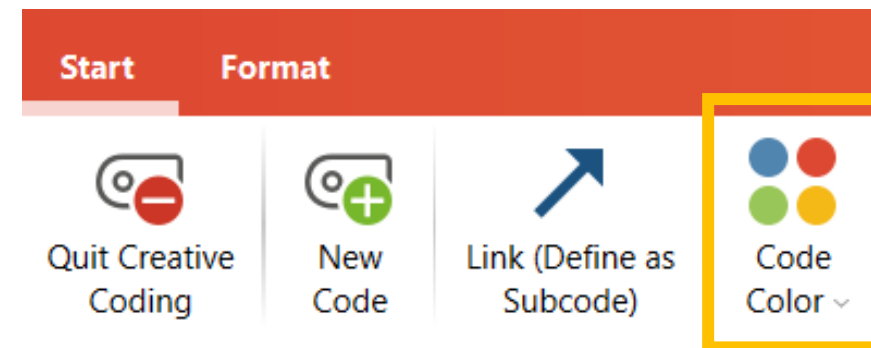 Start Format
Quit Creative New Link (Define as Code
Coding Code Subcode) Color